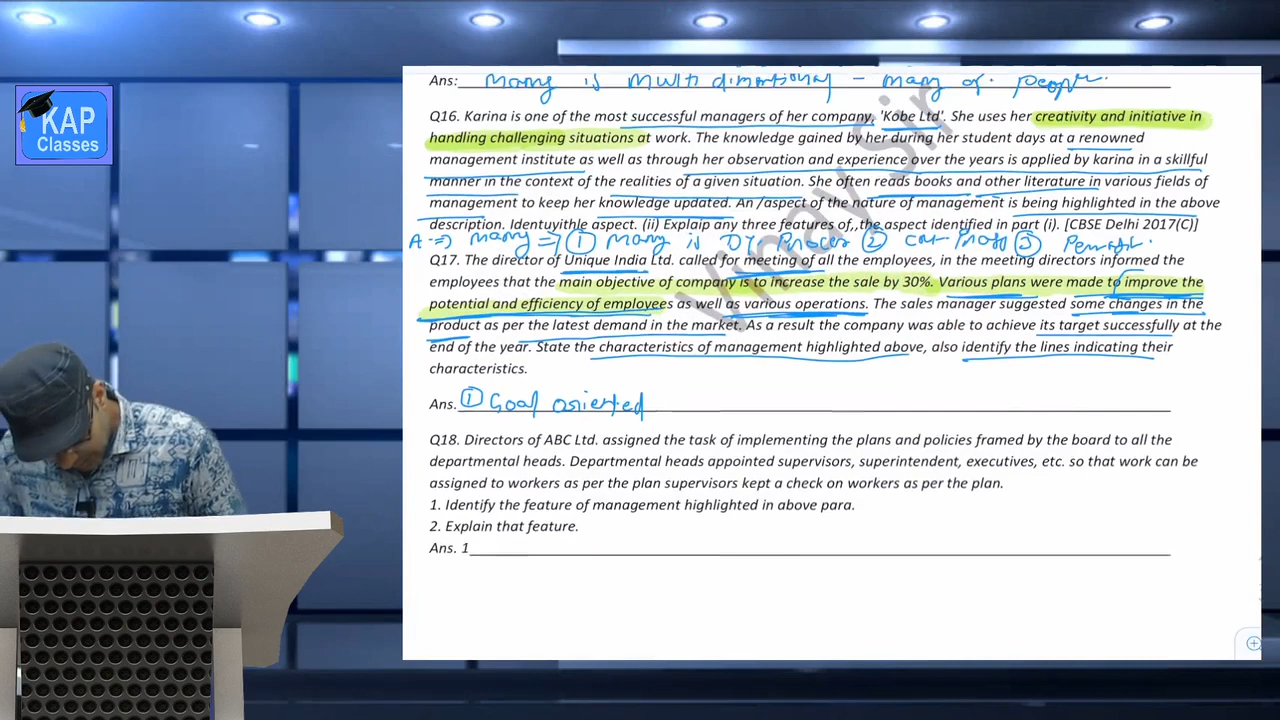 KAP
Classes
Ans: Mang is multi dimentional - mang of people.
Q16. Karina is one of the most successful managers of her company, 'Kobe Ltd'. She uses her creativity and initiative in
handling challenging situations at work. The knowledge gained by her during her student days at a renowned
management institute as well as through her observation and experience over the years is applied by karina in a skillful
manner in the context of the realities of a given situation. She often reads books and other literature in various fields of
management to keep her knowledge updated. An aspect of the nature of management is being highlighted in the above
description. Identuyithle aspect. (ii) Explaip any three features of,,the aspect identified in part (i). [CBSE Delhi 2017(C)]
A ⇒ Mang ⇒ ① Mang is ② ③
Q17. The director of Unique India Ltd. called for meeting of all the employees, in the meeting directors informed the
employees that the main objective of company is to increase the sale by 30%. Various plans were made to improve the
potential and efficiency of employees as well as various operations. The sales manager suggested some changes in the
product as per the latest demand in the market. As a result the company was able to achieve its target successfully at the
end of the year. State the characteristics of management highlighted above, also identify the lines indicating their
characteristics.
Ans. ① Goal oriented
Q18. Directors of ABC Ltd. assigned the task of implementing the plans and policies framed by the board to all the
departmental heads. Departmental heads appointed supervisors, superintendent, executives, etc. so that work can be
assigned to workers as per the plan supervisors kept a check on workers as per the plan.
1. Identify the feature of management highlighted in above para.
2. Explain that feature.
Ans. 1
Vinay Sir